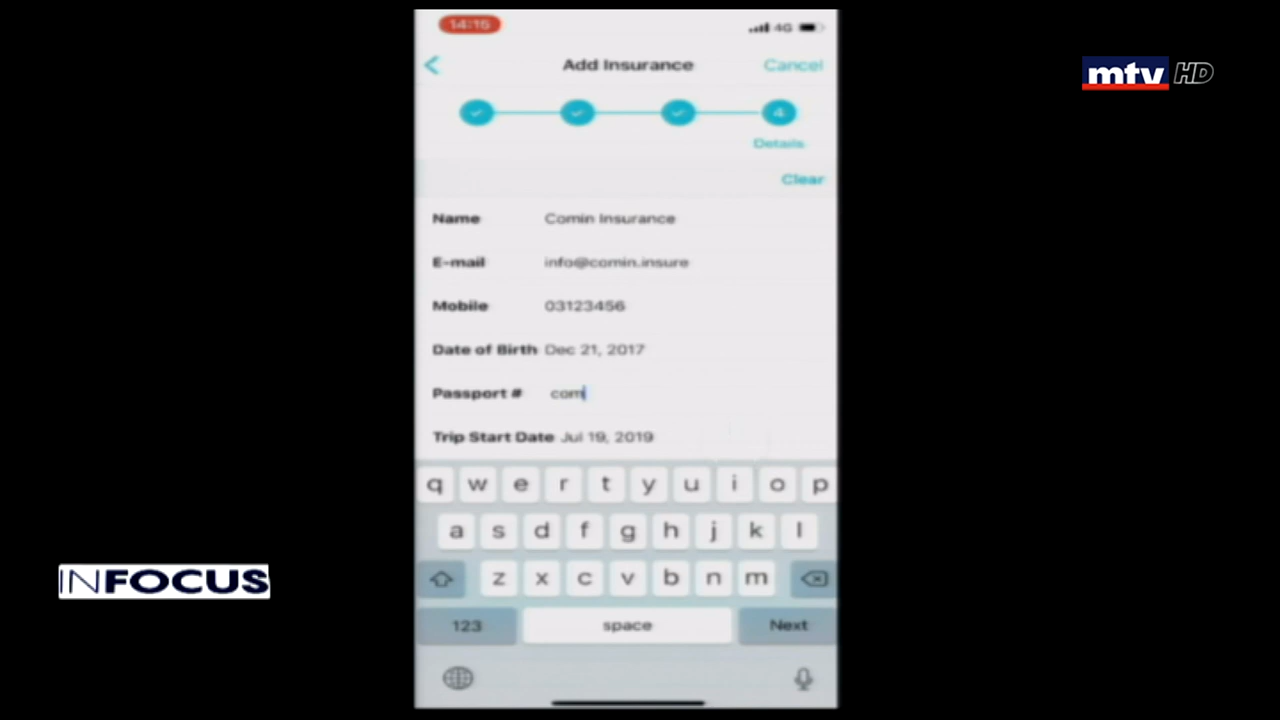 14:15
4G
Add Insurance
Cancel
mtv HD
4
Details
Clear
Name Comin Insurance
E-mail info@comin.insure
Mobile 03123456
Date of Birth Dec 21, 2017
Passport # com
Trip Start Date Jul 19, 2019
q w e r t y u i o p
a s d f g h j k l
z x c v b n m
INFOCUS
123 space Next